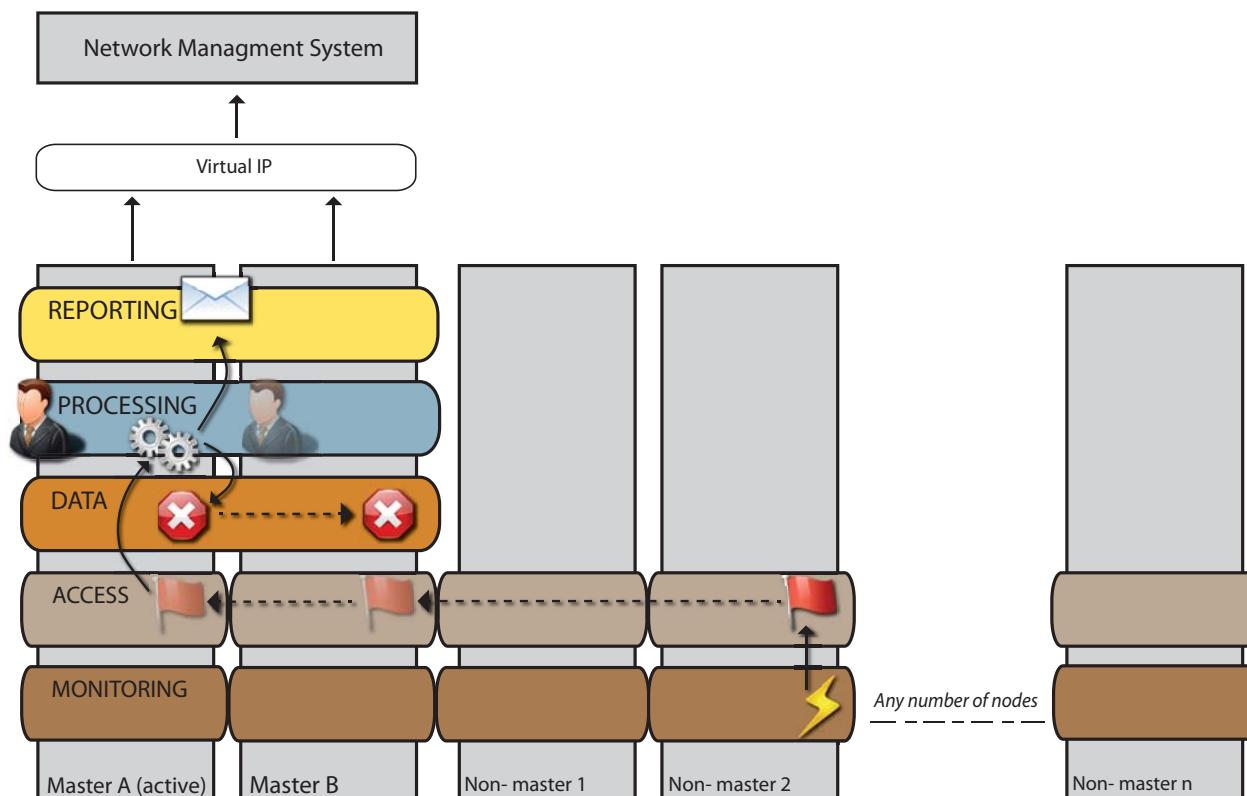 Network Managment System
Virtual IP
REPORTING
PROCESSING
DATA
ACCESS
MONITORING
Any number of nodes
Master A (active)
Master B
Non- master 1
Non- master 2
Non- master n